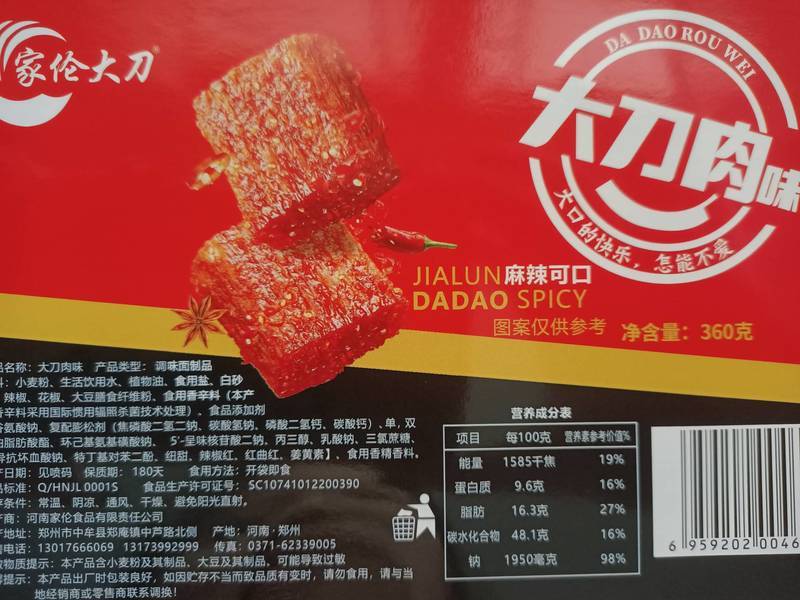 家伦大刀
DA DAO ROU WEI
大刀肉味
大口的快乐，怎能不爱
JIALUN 麻辣可口
DADAO SPICY
图案仅供参考 净含量：360克
品名称：大刀肉味 产品类型：调味面制品
：小麦粉、生活饮用水、植物油、食用盐、白砂
辣椒、花椒、大豆膳食纤维粉、食用香辛料（本产
香辛料采用国际惯用辐照杀菌技术处理）、食品添加剂
谷氨酸钠、复配膨松剂（焦磷酸二氢二钠、碳酸氢钠、磷酸二氢钙、碳酸钙）、单，双
油脂肪酸酯、环己基氨基磺酸钠、5'-呈味核苷酸二钠、丙三醇、乳酸钠、三氯蔗糖、
异抗坏血酸钠、特丁基对苯二酚、纽甜、辣椒红、红曲红、姜黄素】、食用香精香料。
产日期：见喷码 保质期：180天 食用方法：开袋即食
品标准：Q/HNJL 0001S 食品生产许可证号：SC10741012200390
存条件：常温、阴凉、通风、干燥、避免阳光直射。
产商：河南家伦食品有限责任公司
产地址：郑州市中牟县郑庵镇中芦路北侧 产地：河南·郑州
售电话：13017666069 13173992999 传真：0371-62339005
敏物质提示：本产品含小麦粉及其制品、大豆及其制品，可能导致过敏
提示：本产品出厂时包装良好，如因贮存不当而致品质有变时，请勿食用，请与当
地经销商或零售商联系调换！
营养成分表
项目 每100克 营养素参考价值%
能量 1585千焦 19%
蛋白质 9.6克 16%
脂肪 16.3克 27%
碳水化合物 48.1克 16%
钠 1950毫克 98%
6 959202 0046